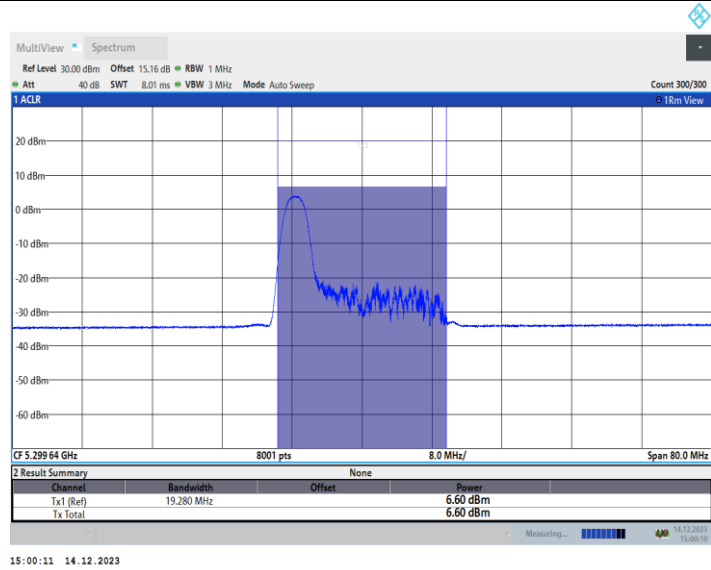 R&S
MultiView Spectrum
Ref Level 30.00 dBm Offset 15.16 dB RBW 1 MHz
Att 40 dB SWT 8.01 ms VBW 3 MHz Mode Auto Sweep Count 300/300
1 ACLR 1Rm View
20 dBm
10 dBm
0 dBm
-10 dBm
-20 dBm
-30 dBm
-40 dBm
-50 dBm
-60 dBm
CF 5.299 64 GHz 8001 pts 8.0 MHz/ Span 80.0 MHz
2 Result Summary None
Channel Bandwidth Offset Power
Tx1 (Ref) 19.280 MHz 6.60 dBm
Tx Total 6.60 dBm
Measuring... 14.12.2023
15:00:10
15:00:11 14.12.2023